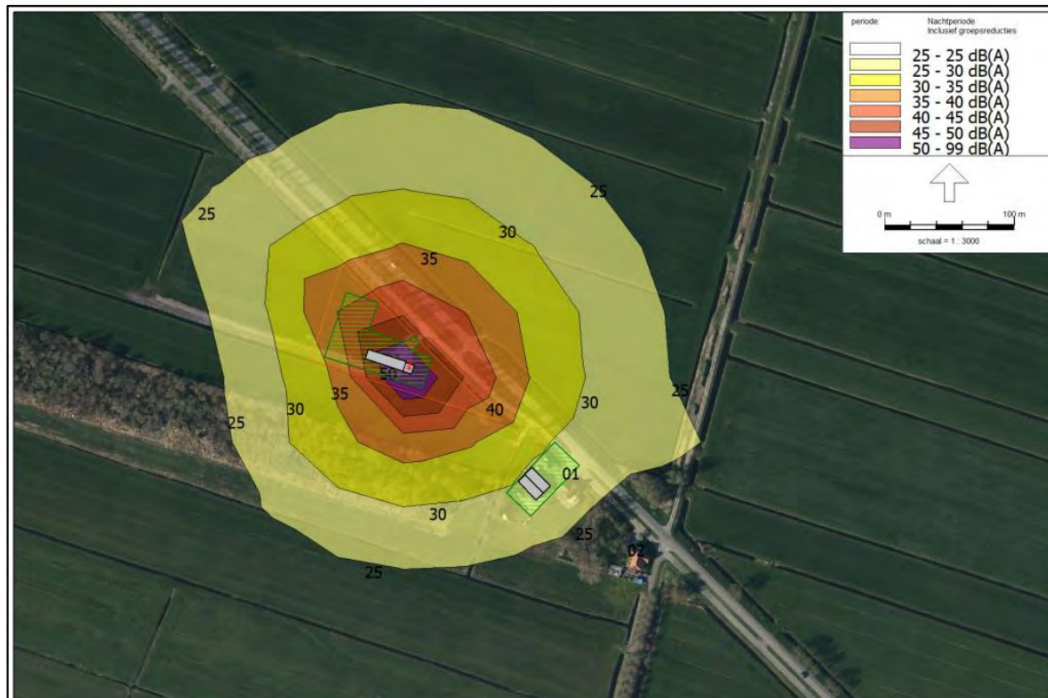 periode: Nachtperiode
Inclusief groepsreducties
25 - 25 dB(A)
25 - 30 dB(A)
30 - 35 dB(A)
35 - 40 dB(A)
40 - 45 dB(A)
45 - 50 dB(A)
50 - 99 dB(A)
0 m 100 m
schaal = 1 : 3000
25
25
30
35
50
35
30
25
40
30
25
01
30
25
02
25